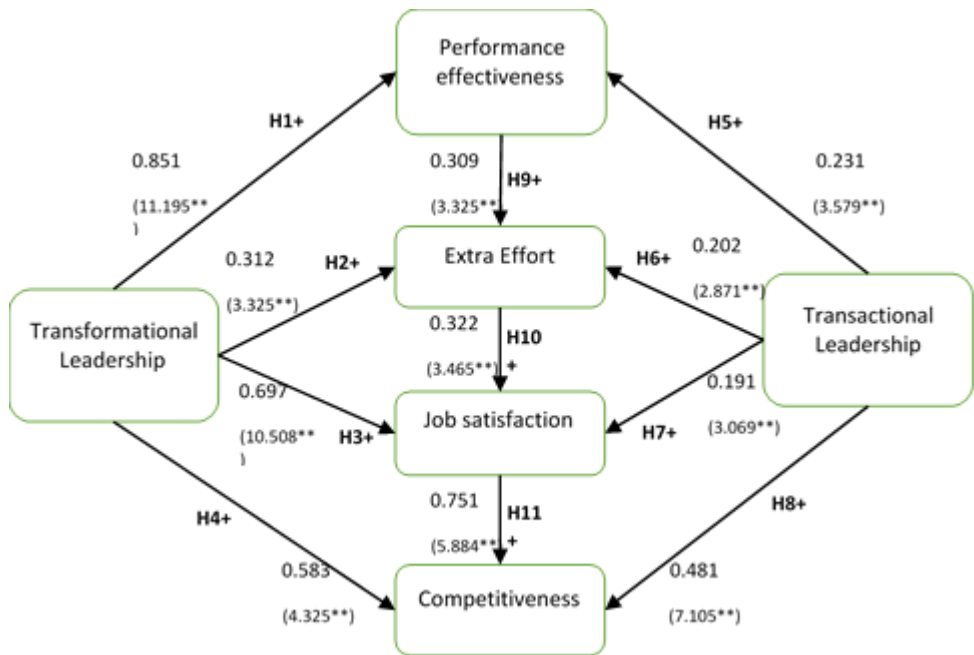 Performance
effectiveness
H1+
H5+
0.851
0.309
0.231
H9+
(11.195**
)
(3.325**
(3.579**)
0.312
H2+
Extra Effort
H6+
0.202
(3.325**)
(2.871**)
Transformational
Leadership
0.322
H10
+
(3.465**)
Transactional
Leadership
0.697
0.191
(10.508**
)
H3+
Job satisfaction
H7+
(3.069**)
0.751
H11
+
(5.884**
H4+
H8+
0.583
0.481
(4.325**)
Competitiveness
(7.105**)